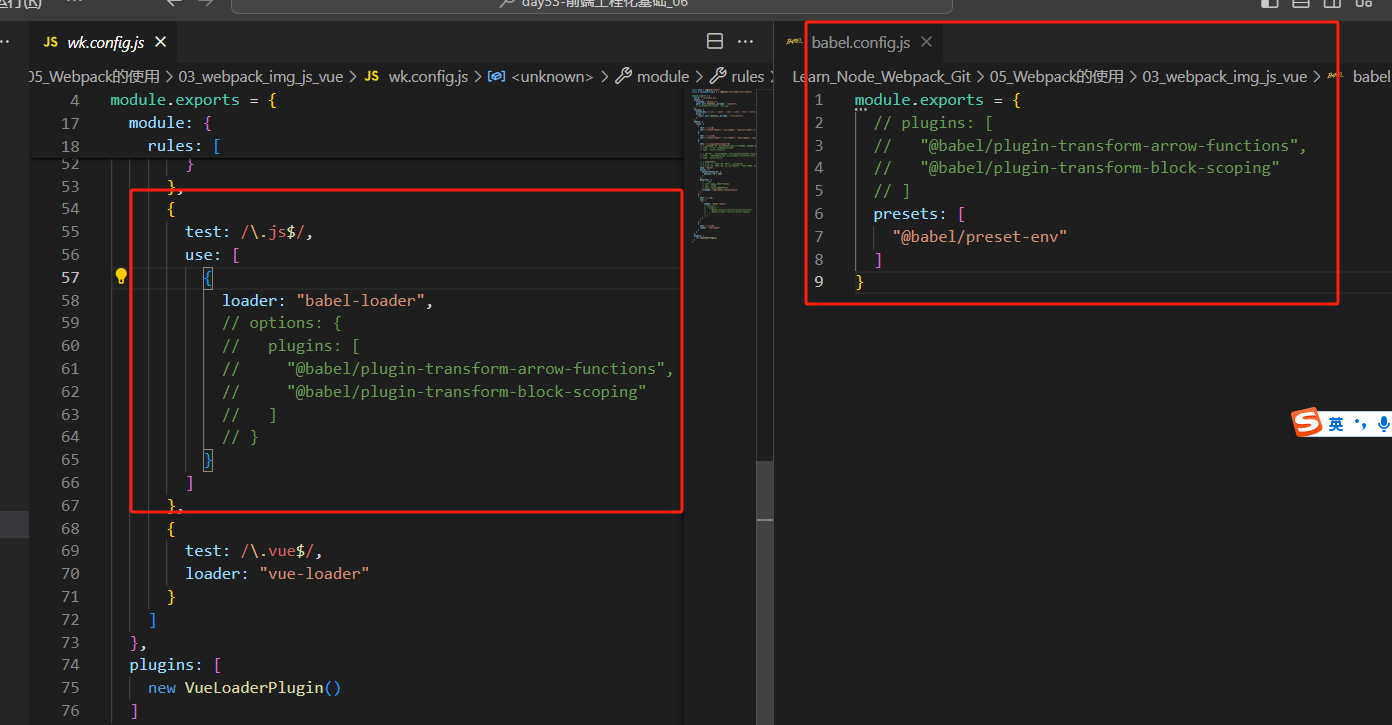 运行(R) ···
day53-前端工程化基础_06
JS wk.config.js
05_Webpack的使用 > 03_webpack_img_js_vue > JS wk.config.js > <unknown> > module > rules >
4 module.exports = {
17 module: {
18 rules: [
52 }
53 },
54 {
55 test: /\.js$/,
56 use: [
57 {
58 loader: "babel-loader",
59 // options: {
60 //   plugins: [
61 //     "@babel/plugin-transform-arrow-functions",
62 //     "@babel/plugin-transform-block-scoping"
63 //   ]
64 // }
65 }
66 ]
67 },
68 {
69 test: /\.vue$/,
70 loader: "vue-loader"
71 }
72 ]
73 },
74 plugins: [
75 new VueLoaderPlugin()
76 ]
BABEL babel.config.js
Learn_Node_Webpack_Git > 05_Webpack的使用 > 03_webpack_img_js_vue > BABEL babel
1 module.exports = {
2 // plugins: [
3 //   "@babel/plugin-transform-arrow-functions",
4 //   "@babel/plugin-transform-block-scoping"
5 // ]
6 presets: [
7 "@babel/preset-env"
8 ]
9 }
S 英